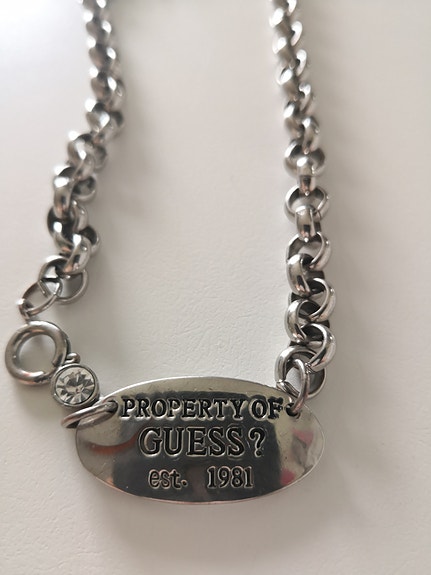 PROPERTY OF
GUESS?
est. 1981